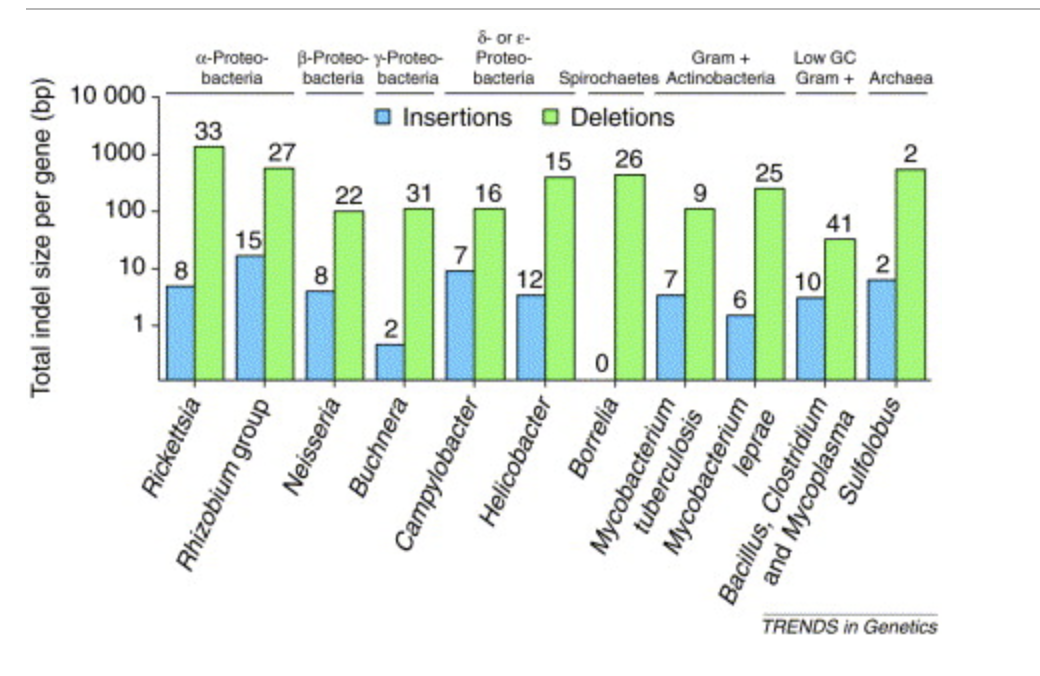 α-Proteo-
bacteria
β-Proteo-
bacteria
γ-Proteo-
bacteria
δ- or ε-
Proteo-
bacteria
Spirochaetes
Gram +
Actinobacteria
Low GC
Gram +
Archaea
Total indel size per gene (bp)
10 000
1000
100
10
1
Insertions
Deletions
8
33
15
27
8
22
2
31
7
16
12
15
0
26
7
9
6
25
10
41
2
2
Rickettsia
Rhizobium group
Neisseria
Buchnera
Campylobacter
Helicobacter
Borrelia
Mycobacterium
tuberculosis
Mycobacterium
leprae
Bacillus, Clostridium
and Mycoplasma
Sulfolobus
TRENDS in Genetics